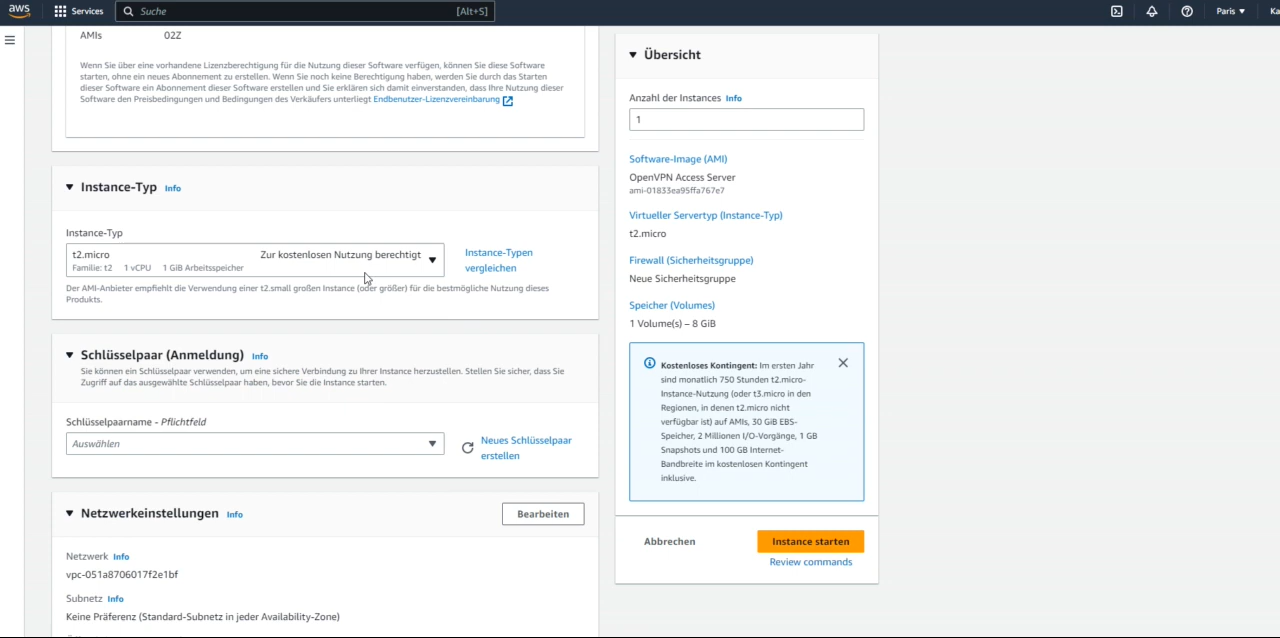 aws
Services
Suche
[Alt+S]
Paris
Ka
AMIs
02Z
Wenn Sie über eine vorhandene Lizenzberechtigung für die Nutzung dieser Software verfügen, können Sie diese Software
starten, ohne ein neues Abonnement zu erstellen. Wenn Sie noch keine Berechtigung haben, werden Sie durch das Starten
dieser Software ein Abonnement dieser Software erstellen und Sie erklären sich damit einverstanden, dass Ihre Nutzung dieser
Software den Preisbedingungen und Bedingungen des Verkäufers unterliegt Endbenutzer-Lizenzvereinbarung
Instance-Typ Info
Instance-Typ
t2.micro Zur kostenlosen Nutzung berechtigt
Familie: t2 1 vCPU 1 GiB Arbeitsspeicher
Instance-Typen
vergleichen
Der AMI-Anbieter empfiehlt die Verwendung einer t2.small großen Instance (oder größer) für die bestmögliche Nutzung dieses
Produkts.
Schlüsselpaar (Anmeldung) Info
Sie können ein Schlüsselpaar verwenden, um eine sichere Verbindung zu Ihrer Instance herzustellen. Stellen Sie sicher, dass Sie
Zugriff auf das ausgewählte Schlüsselpaar haben, bevor Sie die Instance starten.
Schlüsselpaarname - Pflichtfeld
Auswählen
Neues Schlüsselpaar
erstellen
Netzwerkeinstellungen Info
Bearbeiten
Netzwerk Info
vpc-051a8706017f2e1bf
Subnetz Info
Keine Präferenz (Standard-Subnetz in jeder Availability-Zone)
Übersicht
Anzahl der Instances Info
1
Software-Image (AMI)
OpenVPN Access Server
ami-01833ea95ffa767e7
Virtueller Servertyp (Instance-Typ)
t2.micro
Firewall (Sicherheitsgruppe)
Neue Sicherheitsgruppe
Speicher (Volumes)
1 Volume(s) – 8 GiB
Kostenloses Kontingent: Im ersten Jahr
sind monatlich 750 Stunden t2.micro-
Instance-Nutzung (oder t3.micro in den
Regionen, in denen t2.micro nicht
verfügbar ist) auf AMIs, 30 GiB EBS-
Speicher, 2 Millionen I/O-Vorgänge, 1 GB
Snapshots und 100 GB Internet-
Bandbreite im kostenlosen Kontingent
inklusive.
Abbrechen
Instance starten
Review commands